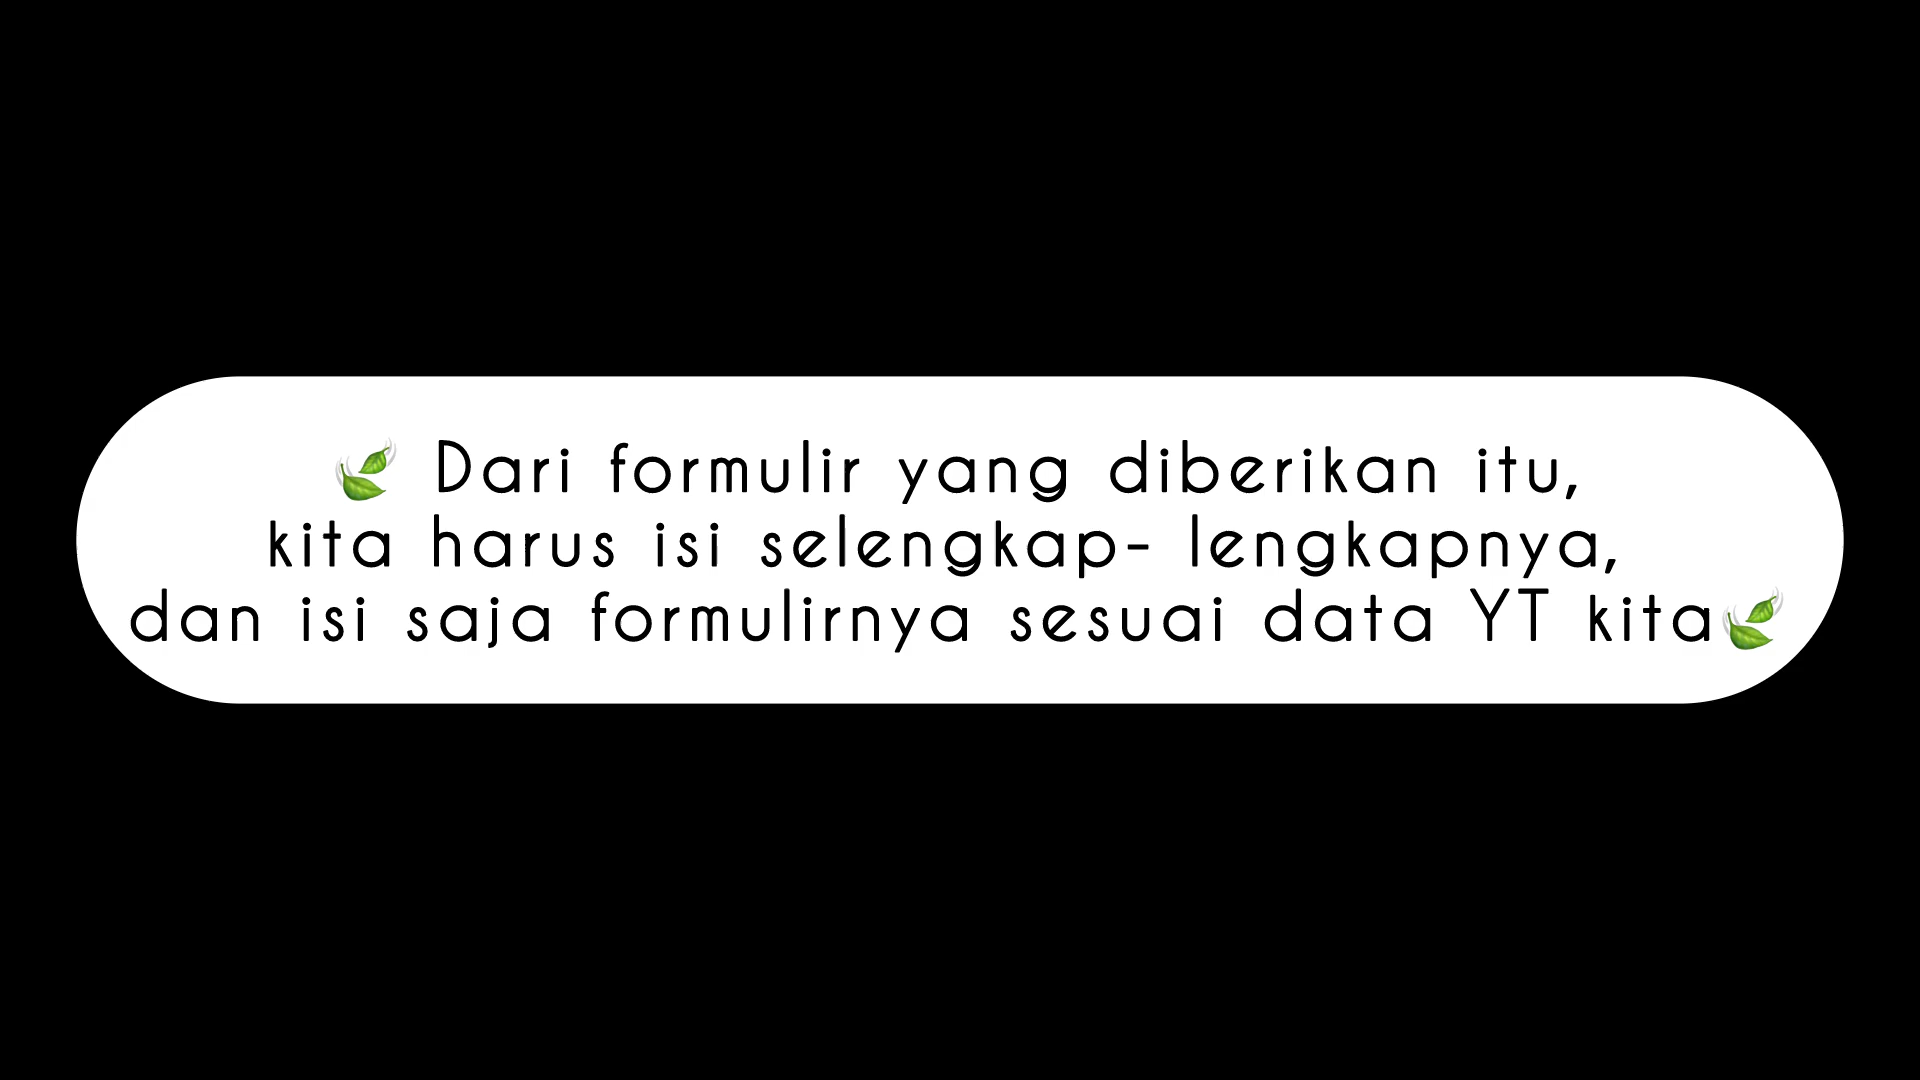 🍃 Dari formulir yang diberikan itu,
kita harus isi selengkap- lengkapnya,
dan isi saja formulirnya sesuai data YT kita🍃